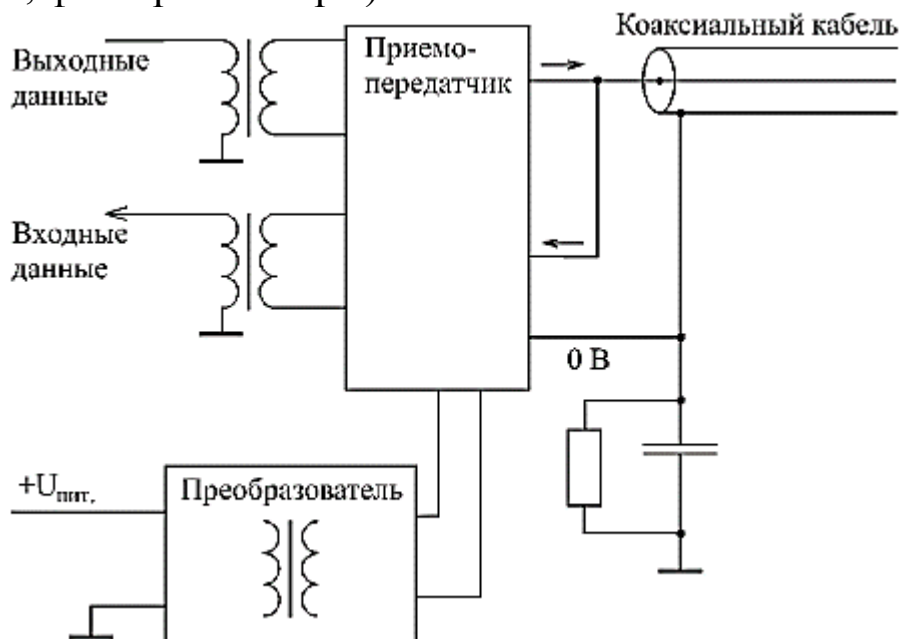 Коаксиальный кабель
Выходные
данные
Приемо-
передатчик
Входные
данные
0 В
+Uпит.
Преобразователь